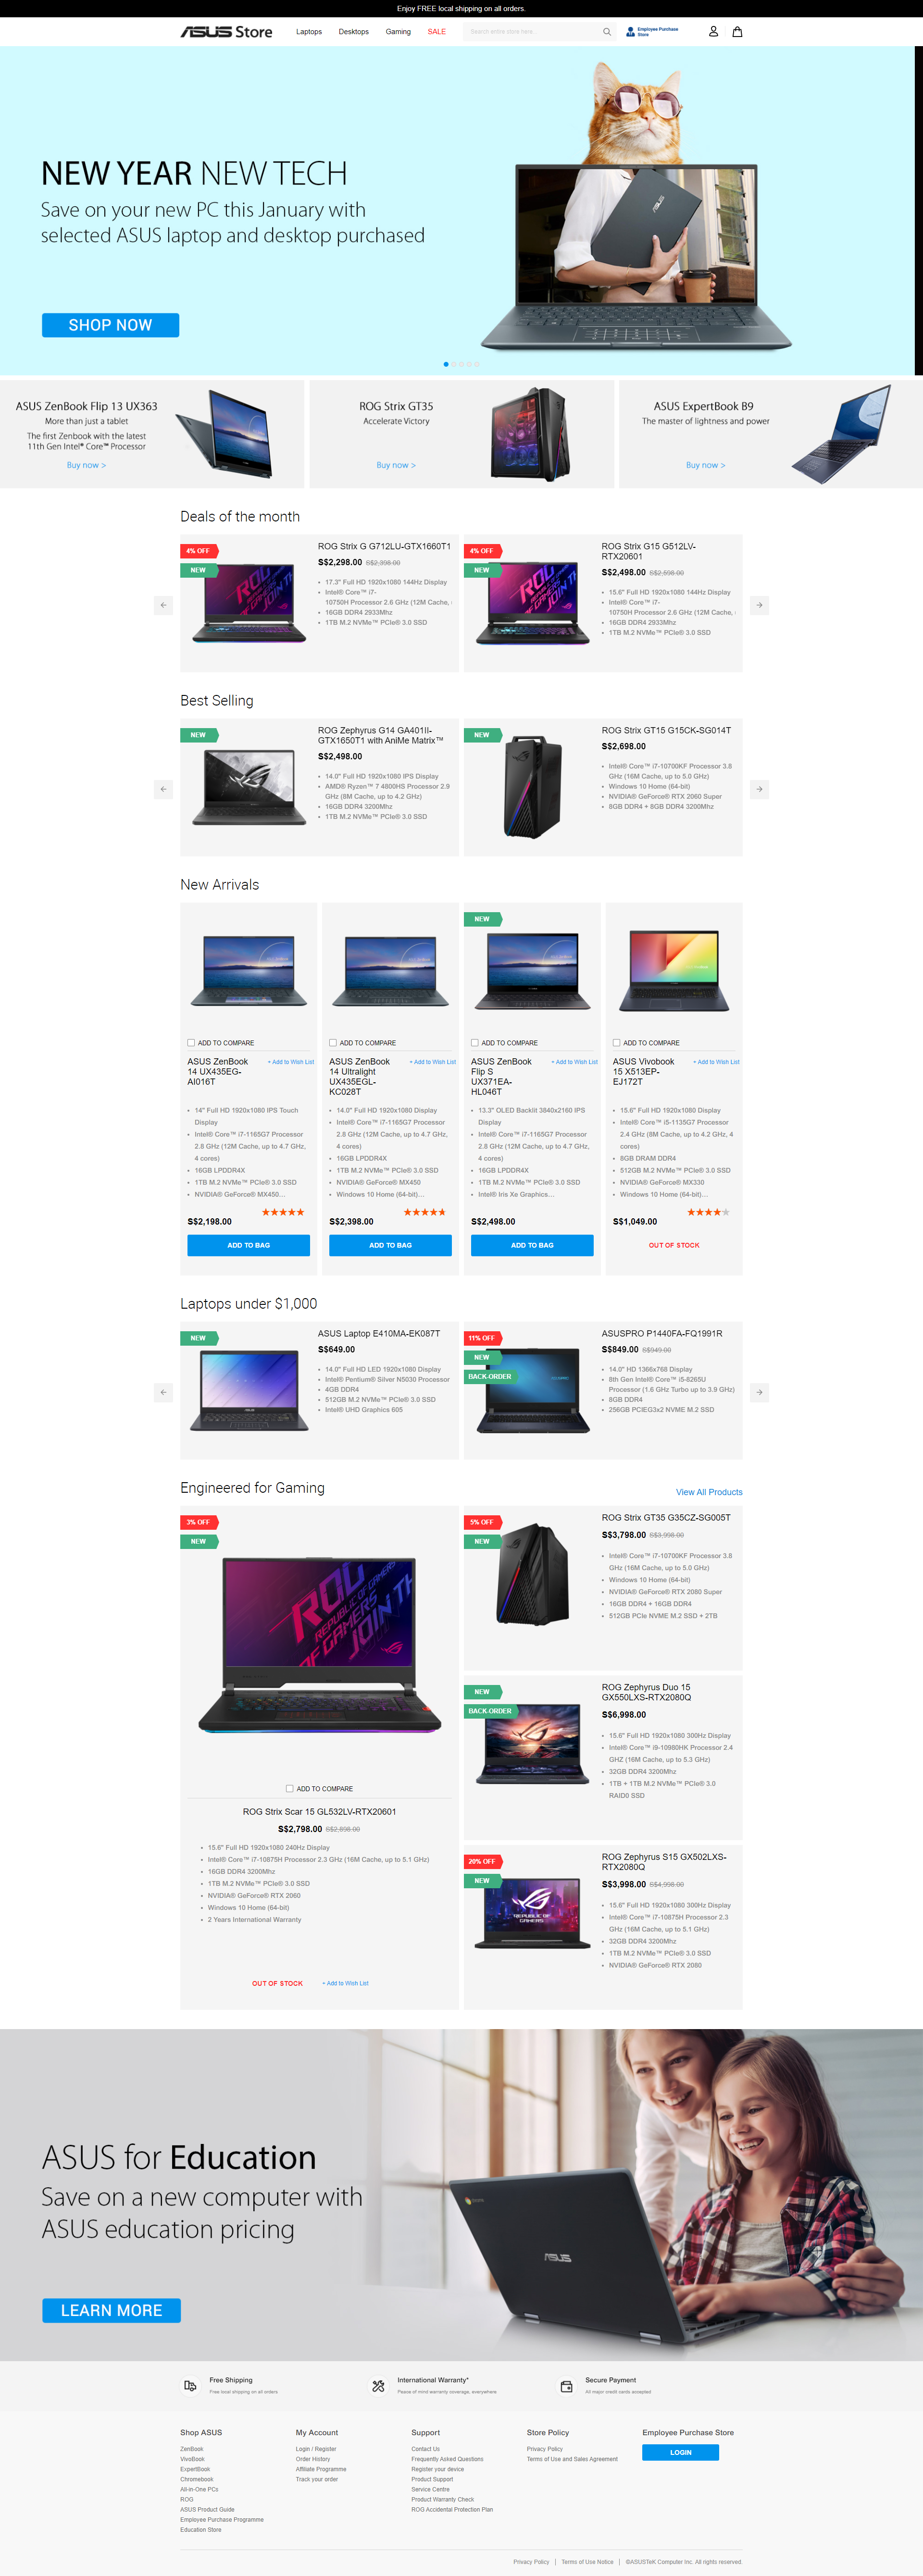 Enjoy FREE local shipping on all orders.
ASUS Store
Laptops Desktops Gaming SALE
Search entire store here...
Employee Purchase
Store
NEW YEAR NEW TECH
Save on your new PC this January with
selected ASUS laptop and desktop purchased
SHOP NOW
ASUS ZenBook Flip 13 UX363
More than just a tablet
The first Zenbook with the latest
11th Gen Intel® Core™ Processor
Buy now >
ROG Strix GT35
Accelerate Victory
Buy now >
ASUS ExpertBook B9
The master of lightness and power
Buy now >
Deals of the month
4% OFF
NEW
ROG Strix G G712LU-GTX1660T1
S$2,298.00 S$2,398.00
17.3" Full HD 1920x1080 144Hz Display
Intel® Core™ i7-
10750H Processor 2.6 GHz (12M Cache,
16GB DDR4 2933Mhz
1TB M.2 NVMe™ PCIe® 3.0 SSD
4% OFF
NEW
ROG Strix G15 G512LV-
RTX20601
S$2,498.00 S$2,598.00
15.6" Full HD 1920x1080 144Hz Display
Intel® Core™ i7-
10750H Processor 2.6 GHz (12M Cache,
16GB DDR4 2933Mhz
1TB M.2 NVMe™ PCIe® 3.0 SSD
Best Selling
NEW
ROG Zephyrus G14 GA401II-
GTX1650T1 with AniMe Matrix™
S$2,498.00
14.0" Full HD 1920x1080 IPS Display
AMD® Ryzen™ 7 4800HS Processor 2.9
GHz (8M Cache, up to 4.2 GHz)
16GB DDR4 3200Mhz
1TB M.2 NVMe™ PCIe® 3.0 SSD
NEW
ROG Strix GT15 G15CK-SG014T
S$2,698.00
Intel® Core™ i7-10700KF Processor 3.8
GHz (16M Cache, up to 5.0 GHz)
Windows 10 Home (64-bit)
NVIDIA® GeForce® RTX 2060 Super
8GB DDR4 + 8GB DDR4 3200Mhz
New Arrivals
ADD TO COMPARE
ASUS ZenBook
14 UX435EG-
AI016T
+ Add to Wish List
14" Full HD 1920x1080 IPS Touch
Display
Intel® Core™ i7-1165G7 Processor
2.8 GHz (12M Cache, up to 4.7 GHz,
4 cores)
16GB LPDDR4X
1TB M.2 NVMe™ PCIe® 3.0 SSD
NVIDIA® GeForce® MX450...
S$2,198.00
ADD TO BAG
ADD TO COMPARE
ASUS ZenBook
14 Ultralight
UX435EGL-
KC028T
+ Add to Wish List
14.0" Full HD 1920x1080 Display
Intel® Core™ i7-1165G7 Processor
2.8 GHz (12M Cache, up to 4.7 GHz,
4 cores)
16GB LPDDR4X
1TB M.2 NVMe™ PCIe® 3.0 SSD
NVIDIA® GeForce® MX450
Windows 10 Home (64-bit)...
S$2,398.00
ADD TO BAG
NEW
ADD TO COMPARE
ASUS ZenBook
Flip S
UX371EA-
HL046T
+ Add to Wish List
13.3" OLED Backlit 3840x2160 IPS
Display
Intel® Core™ i7-1165G7 Processor
2.8 GHz (12M Cache, up to 4.7 GHz,
4 cores)
16GB LPDDR4X
1TB M.2 NVMe™ PCIe® 3.0 SSD
Intel® Iris Xe Graphics...
S$2,498.00
ADD TO BAG
ADD TO COMPARE
ASUS Vivobook
15 X513EP-
EJ172T
+ Add to Wish List
15.6" Full HD 1920x1080 Display
Intel® Core™ i5-1135G7 Processor
2.4 GHz (8M Cache, up to 4.2 GHz, 4
cores)
8GB DRAM DDR4
512GB M.2 NVMe™ PCIe® 3.0 SSD
NVIDIA® GeForce® MX330
Windows 10 Home (64-bit)...
S$1,049.00
OUT OF STOCK
Laptops under $1,000
NEW
ASUS Laptop E410MA-EK087T
S$649.00
14.0" Full HD LED 1920x1080 Display
Intel® Pentium® Silver N5030 Processor
4GB DDR4
512GB M.2 NVMe™ PCIe® 3.0 SSD
Intel® UHD Graphics 605
11% OFF
NEW
BACK-ORDER
ASUSPRO P1440FA-FQ1991R
S$849.00 S$949.00
14.0" HD 1366x768 Display
8th Gen Intel® Core™ i5-8265U
Processor (1.6 GHz Turbo up to 3.9 GHz)
8GB DDR4
256GB PCIEG3x2 NVME M.2 SSD
Engineered for Gaming
View All Products
3% OFF
NEW
ROG
REPUBLIC OF GAMERS
JOIN TH
ADD TO COMPARE
ROG Strix Scar 15 GL532LV-RTX20601
S$2,798.00 S$2,898.00
15.6" Full HD 1920x1080 240Hz Display
Intel® Core™ i7-10875H Processor 2.3 GHz (16M Cache, up to 5.1 GHz)
16GB DDR4 3200Mhz
1TB M.2 NVMe™ PCIe® 3.0 SSD
NVIDIA® GeForce® RTX 2060
Windows 10 Home (64-bit)
2 Years International Warranty
OUT OF STOCK
+ Add to Wish List
5% OFF
NEW
ROG Strix GT35 G35CZ-SG005T
S$3,798.00 S$3,998.00
Intel® Core™ i7-10700KF Processor 3.8
GHz (16M Cache, up to 5.0 GHz)
Windows 10 Home (64-bit)
NVIDIA® GeForce® RTX 2080 Super
16GB DDR4 + 16GB DDR4
512GB PCIe NVME M.2 SSD + 2TB
NEW
BACK-ORDER
ROG Zephyrus Duo 15
GX550LXS-RTX2080Q
S$6,998.00
15.6" Full HD 1920x1080 300Hz Display
Intel® Core™ i9-10980HK Processor 2.4
GHZ (16M Cache, up to 5.3 GHz)
32GB DDR4 3200Mhz
1TB + 1TB M.2 NVMe™ PCIe® 3.0
RAID0 SSD
20% OFF
NEW
REPUBLIC OF
GAMERS
ROG Zephyrus S15 GX502LXS-
RTX2080Q
S$3,998.00 S$4,998.00
15.6" Full HD 1920x1080 300Hz Display
Intel® Core™ i7-10875H Processor 2.3
GHz (16M Cache, up to 5.1 GHz)
32GB DDR4 3200Mhz
1TB M.2 NVMe™ PCIe® 3.0 SSD
NVIDIA® GeForce® RTX 2080
ASUS for Education
Save on a new computer with
ASUS education pricing
LEARN MORE
ASUS
Free Shipping
Free local shipping on all orders
International Warranty*
Peace of mind warranty coverage, everywhere
Secure Payment
All major credit cards accepted
Shop ASUS
ZenBook
VivoBook
ExpertBook
Chromebook
All-in-One PCs
ROG
ASUS Product Guide
Employee Purchase Programme
Education Store
My Account
Login / Register
Order History
Affiliate Programme
Track your order
Support
Contact Us
Frequently Asked Questions
Register your device
Product Support
Service Centre
Product Warranty Check
ROG Accidental Protection Plan
Store Policy
Privacy Policy
Terms of Use and Sales Agreement
Employee Purchase Store
LOGIN
Privacy Policy | Terms of Use Notice | ©ASUSTeK Computer Inc. All rights reserved.